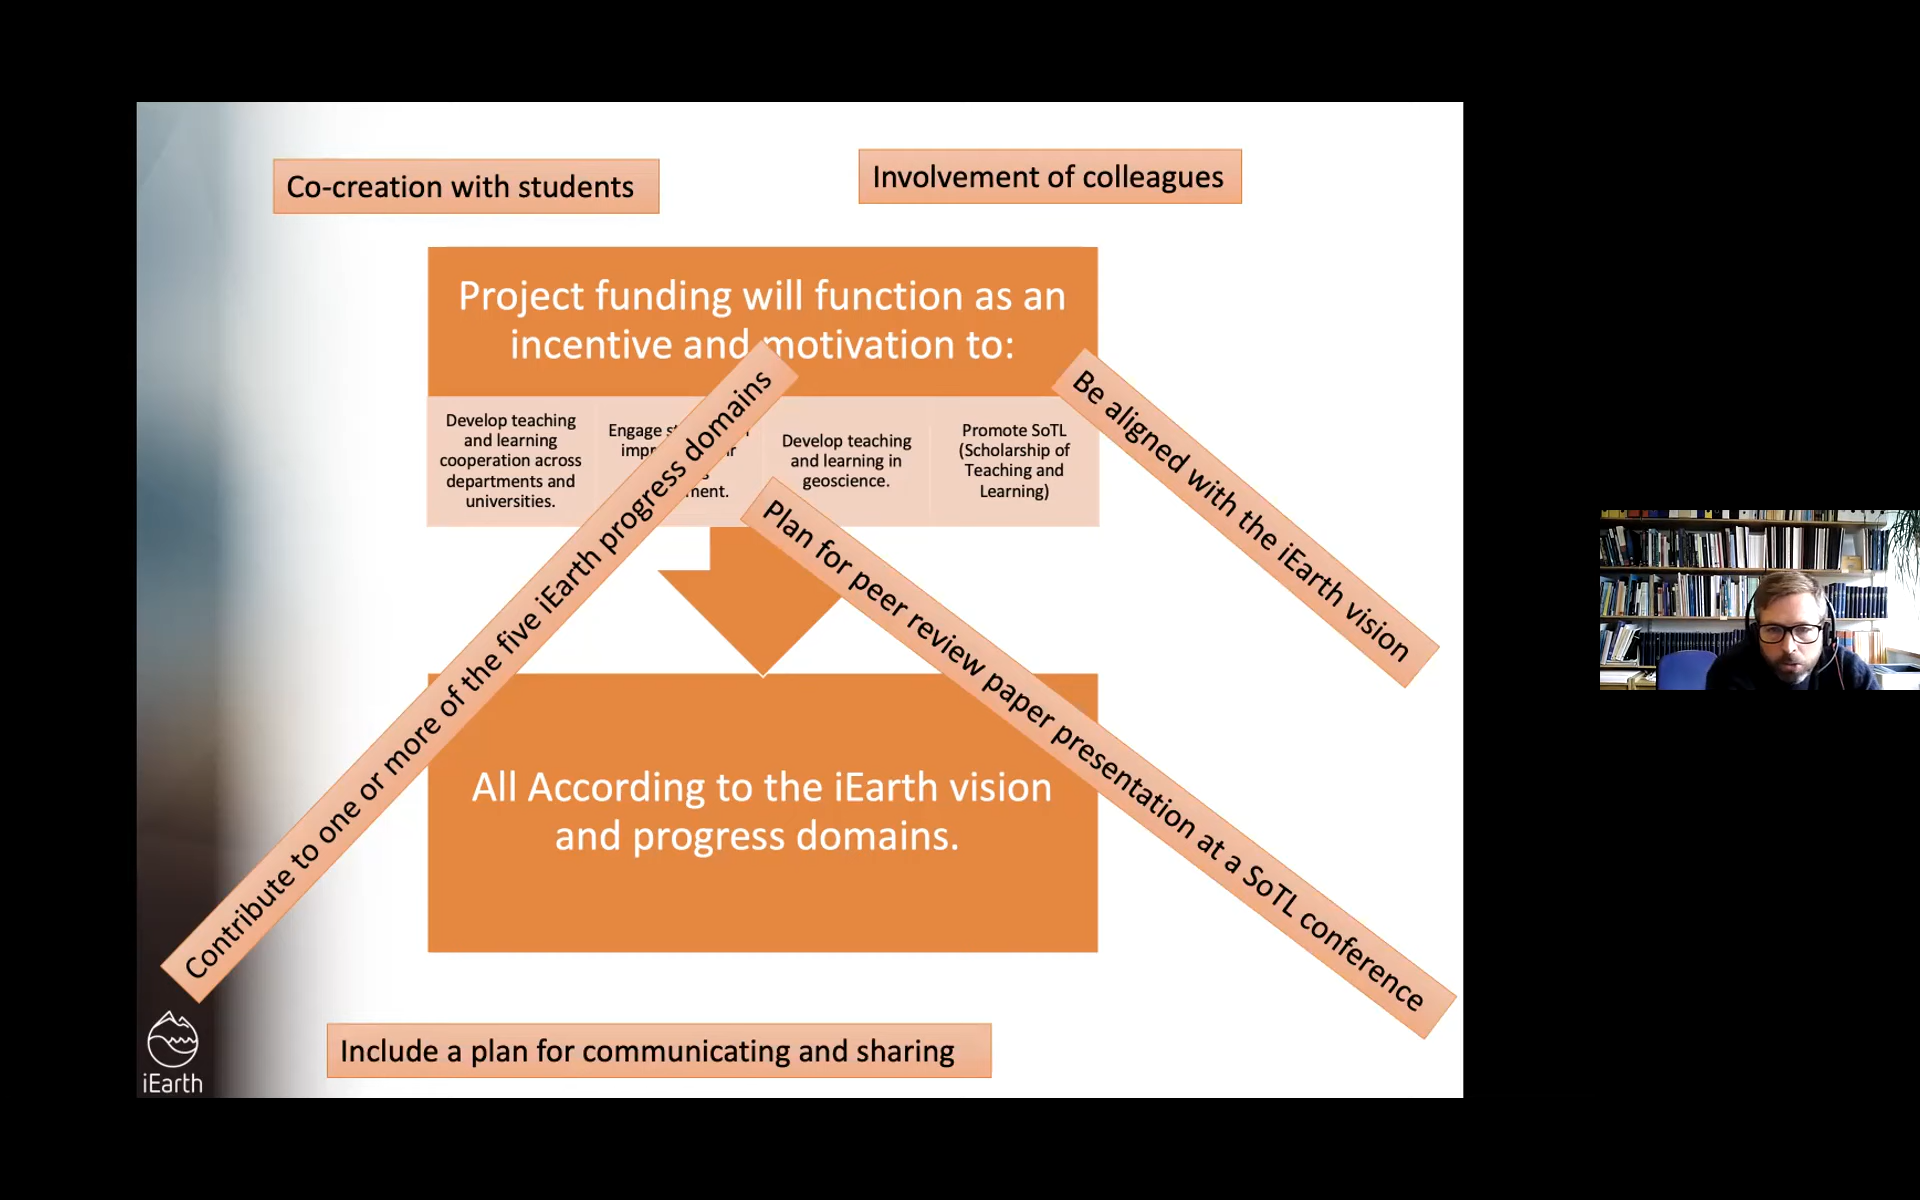 Co-creation with students
Involvement of colleagues
Project funding will function as an
incentive and motivation to:
Develop teaching
and learning
cooperation across
departments and
universities.
Engage
Develop teaching
and learning in
geoscience.
Promote SoTL
(Scholarship of
Teaching and
Learning)
Contribute to one or more of the five iEarth progress domains
Be aligned with the iEarth vision
Plan for peer review paper presentation at a SoTL conference
All According to the iEarth vision
and progress domains.
Include a plan for communicating and sharing
iEarth